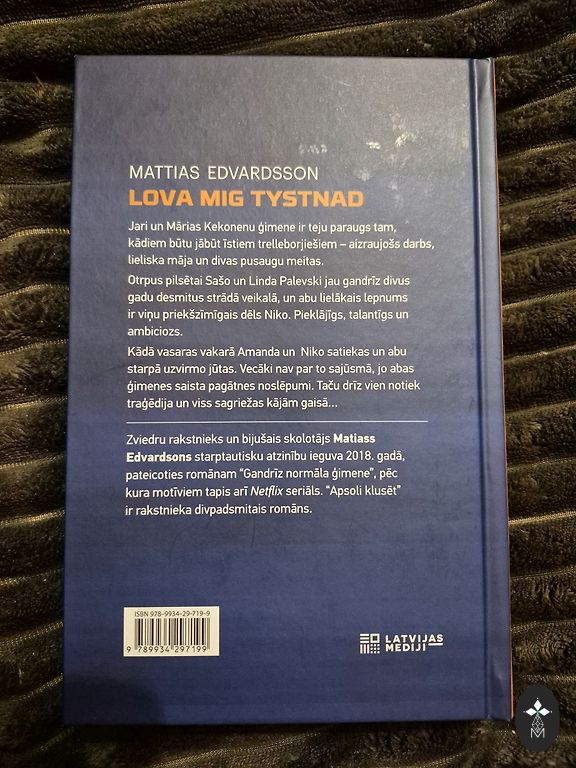 MATTIAS EDVARDSSON
LOVA MIG TYSTNAD
Jari un Mārias Kekonenu ģimene ir teju paraugs tam,
kādiem būtu jābūt īstiem trelleborjiešiem – aizraujošs darbs,
lieliska māja un divas pusaugu meitas.
Otrpus pilsētai Sašo un Linda Palevski jau gandrīz divus
gadu desmitus strādā veikalā, un abu lielākais lepnums
ir viņu priekšzīmīgais dēls Niko. Pieklājīgs, talantīgs un
ambiciozs.
Kādā vasaras vakarā Amanda un Niko satiekas un abu
starpā uzvirmo jūtas. Vecāki nav par to sajūsmā, jo abas
ģimenes saista pagātnes noslēpumi. Taču drīz vien notiek
traģēdija un viss sagriežas kājām gaisā...
Zviedru rakstnieks un bijušais skolotājs Matiass
Edvardsons starptautisku atzinību ieguva 2018. gadā,
pateicoties romānam “Gandrīz normāla ģimene”, pēc
kura motīviem tapis arī Netflix seriāls. “Apsoli klusēt”
ir rakstnieka divpadsmitais romāns.
ISBN 978-9934-29-719-9
9 789934 297199
LATVIJAS
MEDIJI
M